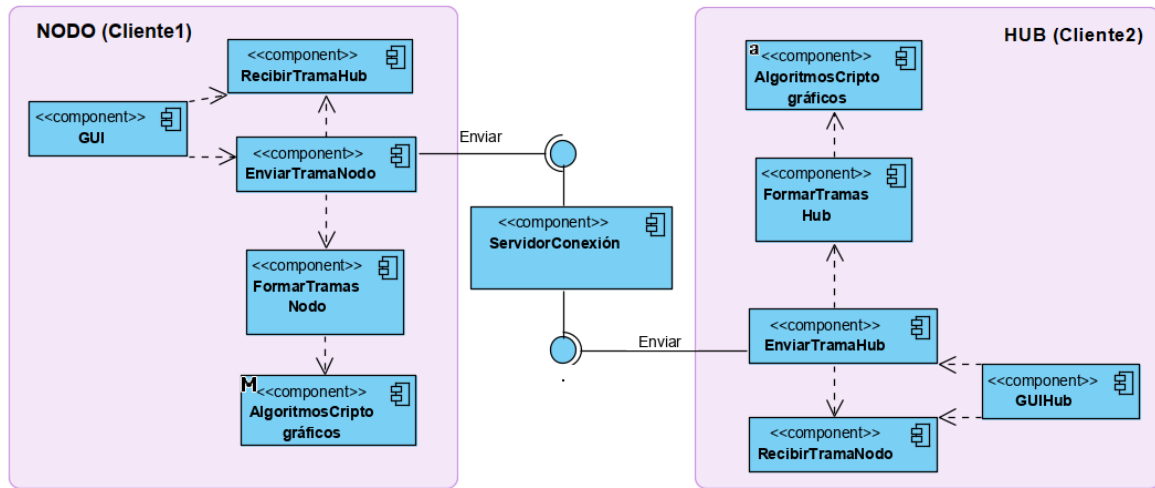 NODO (Cliente1)
<<component>>
RecibirTramaHub
<<component>>
GUI
<<component>>
EnviarTramaNodo
<<component>>
FormarTramas
Nodo
M
<<component>>
AlgoritmosCripto
gráficos
Enviar
<<component>>
ServidorConexión
Enviar
.
HUB (Cliente2)
a
<<component>>
AlgoritmosCripto
gráficos
<<component>>
FormarTramas
Hub
<<component>>
EnviarTramaHub
<<component>>
GUIHub
<<component>>
RecibirTramaNodo